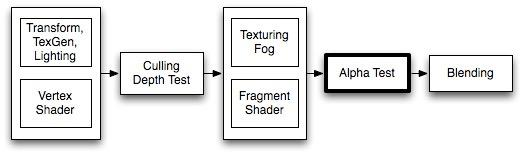 Transform,
TexGen,
Lighting
Vertex
Shader
Culling
Depth Test
Texturing
Fog
Fragment
Shader
Alpha Test
Blending